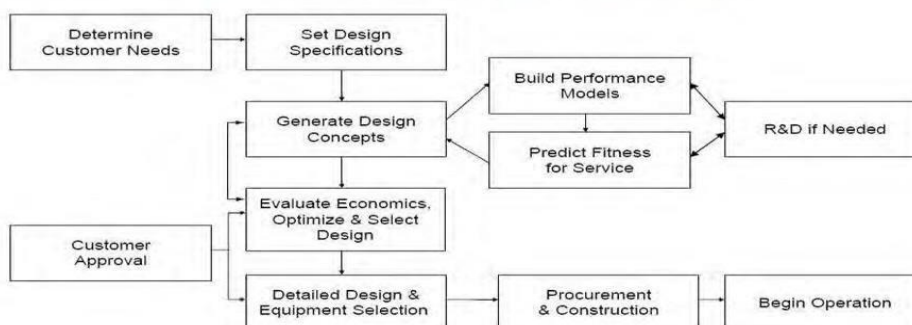 Determine
Customer Needs
Set Design
Specifications
Build Performance
Models
Generate Design
Concepts
R&D if Needed
Predict Fitness
for Service
Evaluate Economics,
Optimize & Select
Design
Customer
Approval
Detailed Design &
Equipment Selection
Procurement
& Construction
Begin Operation